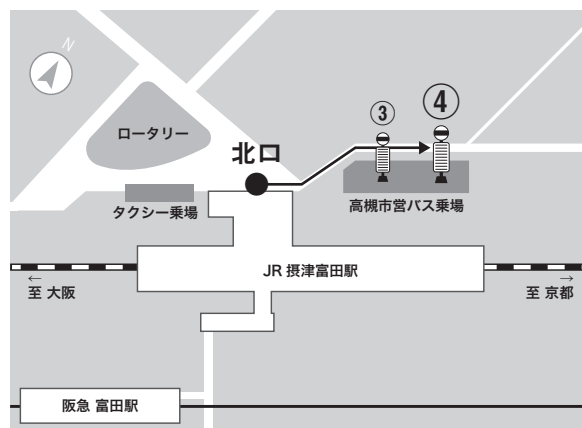 N
ロータリー
③
④
北口
タクシー乗場
高槻市営バス乗場
JR 摂津富田駅
←
至 大阪
→
至 京都
阪急 富田駅